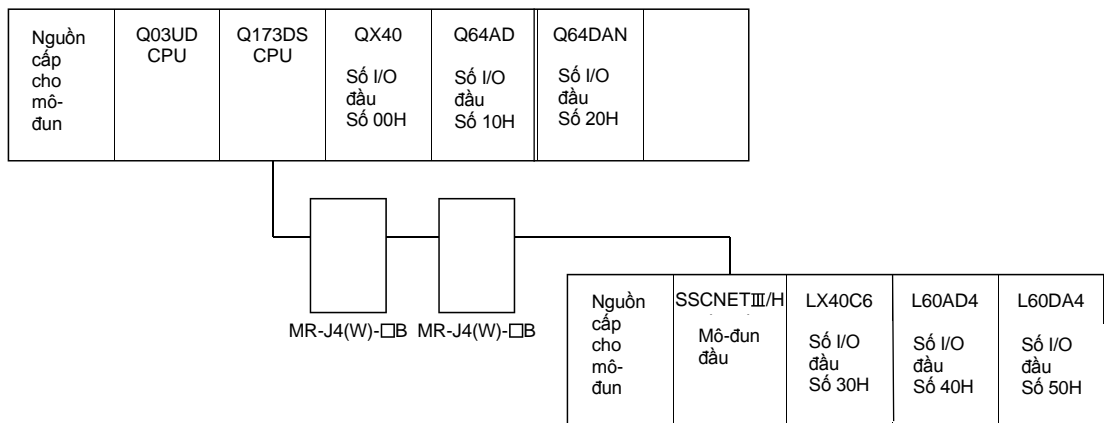 Nguồn
cấp
cho
mô-
đun
Q03UD
CPU
Q173DS
CPU
QX40
Số I/O
đầu
Số 00H
Q64AD
Số I/O
đầu
Số 10H
Q64DAN
Số I/O
đầu
Số 20H
MR-J4(W)-□B
MR-J4(W)-□B
Nguồn
cấp
cho
mô-
đun
SSCNETⅢ/H
Mô-đun
đầu
LX40C6
Số I/O
đầu
Số 30H
L60AD4
Số I/O
đầu
Số 40H
L60DA4
Số I/O
đầu
Số 50H